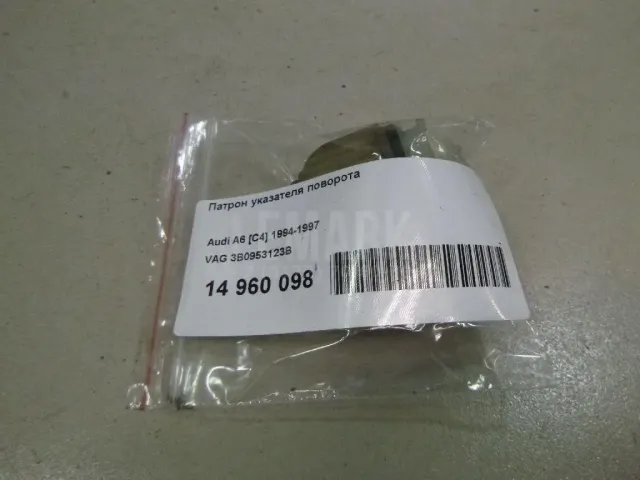 Патрон указателя поворота
Audi A6 [C4] 1994-1997
VAG 3B0953123B
14 960 098